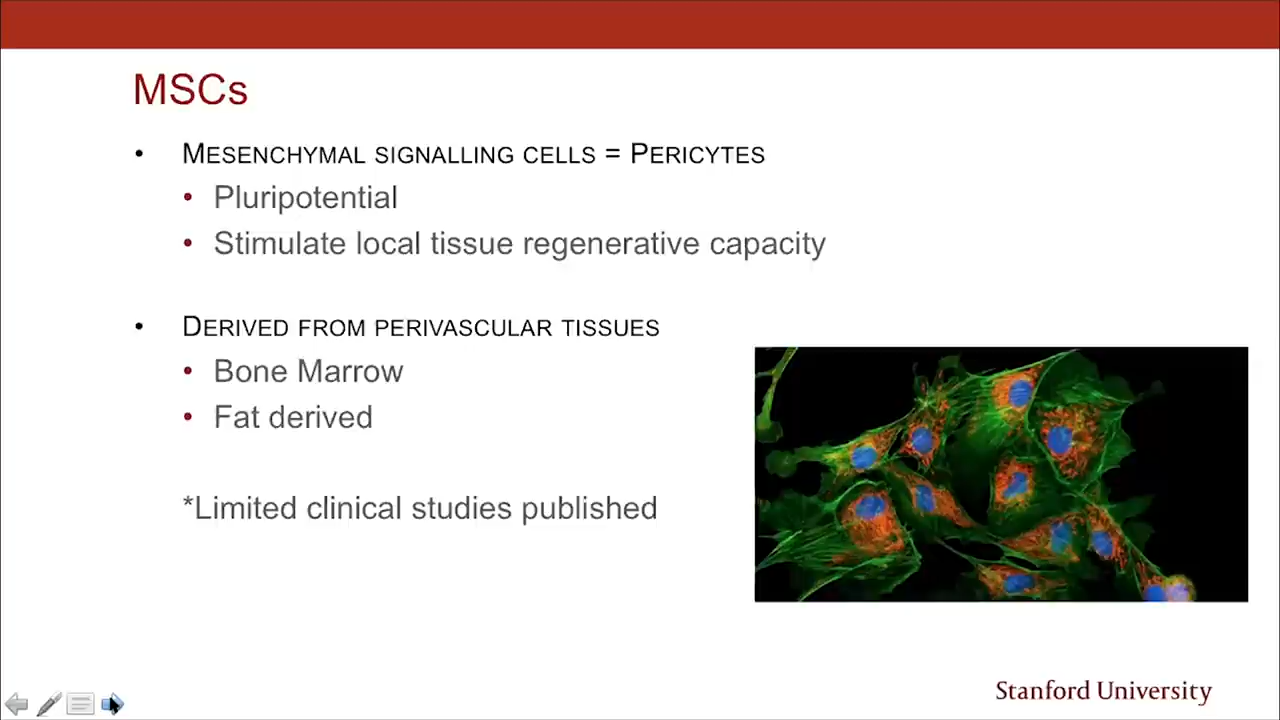 MSCs
• Mesenchymal signalling cells = Pericytes
• Pluripotential
• Stimulate local tissue regenerative capacity
• Derived from perivascular tissues
• Bone Marrow
• Fat derived
*Limited clinical studies published
Stanford University